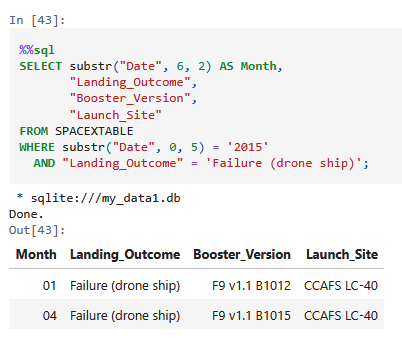 In [43]:
%%sql
SELECT substr("Date", 6, 2) AS Month,
       "Landing_Outcome",
       "Booster_Version",
       "Launch_Site"
FROM SPACEXTABLE
WHERE substr("Date", 0, 5) = '2015'
  AND "Landing_Outcome" = 'Failure (drone ship)';
* sqlite:///my_data1.db
Done.
Out[43]:
Month Landing_Outcome Booster_Version Launch_Site
01 Failure (drone ship) F9 v1.1 B1012 CCAFS LC-40
04 Failure (drone ship) F9 v1.1 B1015 CCAFS LC-40